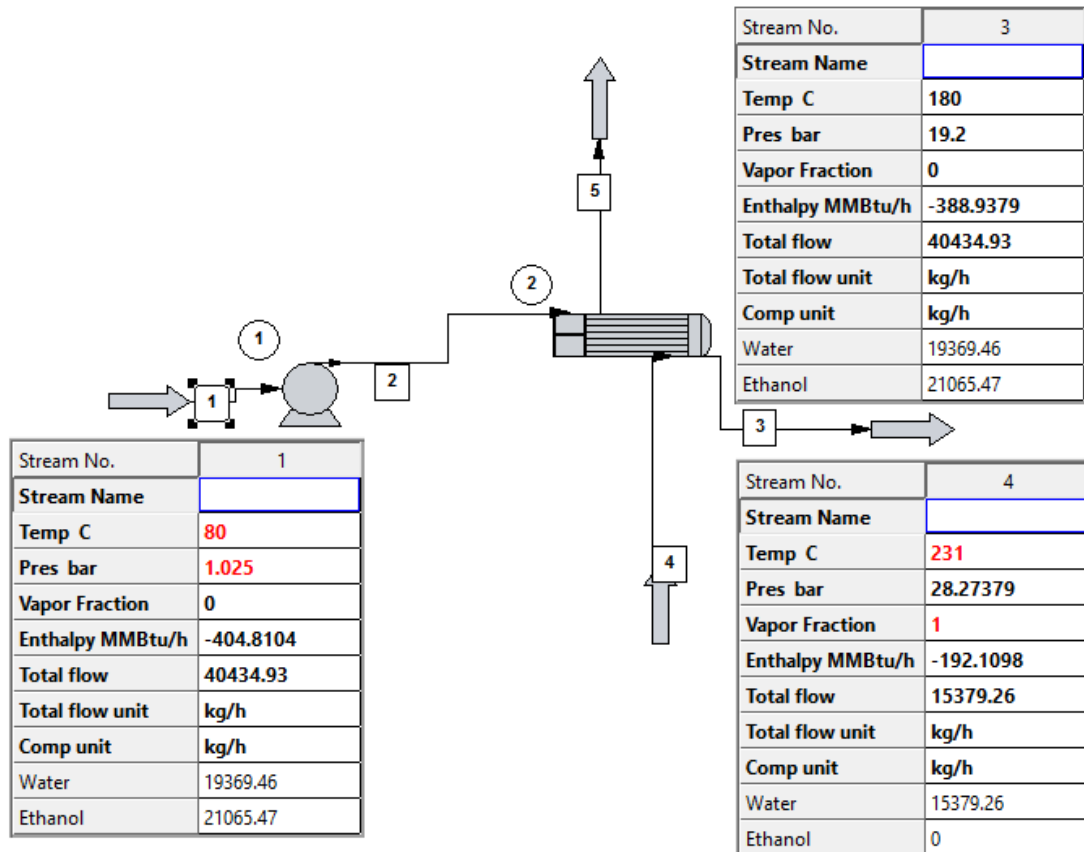 Stream No. 3
Stream Name
Temp C 180
Pres bar 19.2
Vapor Fraction 0
Enthalpy MMBtu/h -388.9379
Total flow 40434.93
Total flow unit kg/h
Comp unit kg/h
Water 19369.46
Ethanol 21065.47
5
2
1
1
2
3
4
Stream No. 1
Stream Name
Temp C 80
Pres bar 1.025
Vapor Fraction 0
Enthalpy MMBtu/h -404.8104
Total flow 40434.93
Total flow unit kg/h
Comp unit kg/h
Water 19369.46
Ethanol 21065.47
Stream No. 4
Stream Name
Temp C 231
Pres bar 28.27379
Vapor Fraction 1
Enthalpy MMBtu/h -192.1098
Total flow 15379.26
Total flow unit kg/h
Comp unit kg/h
Water 15379.26
Ethanol 0